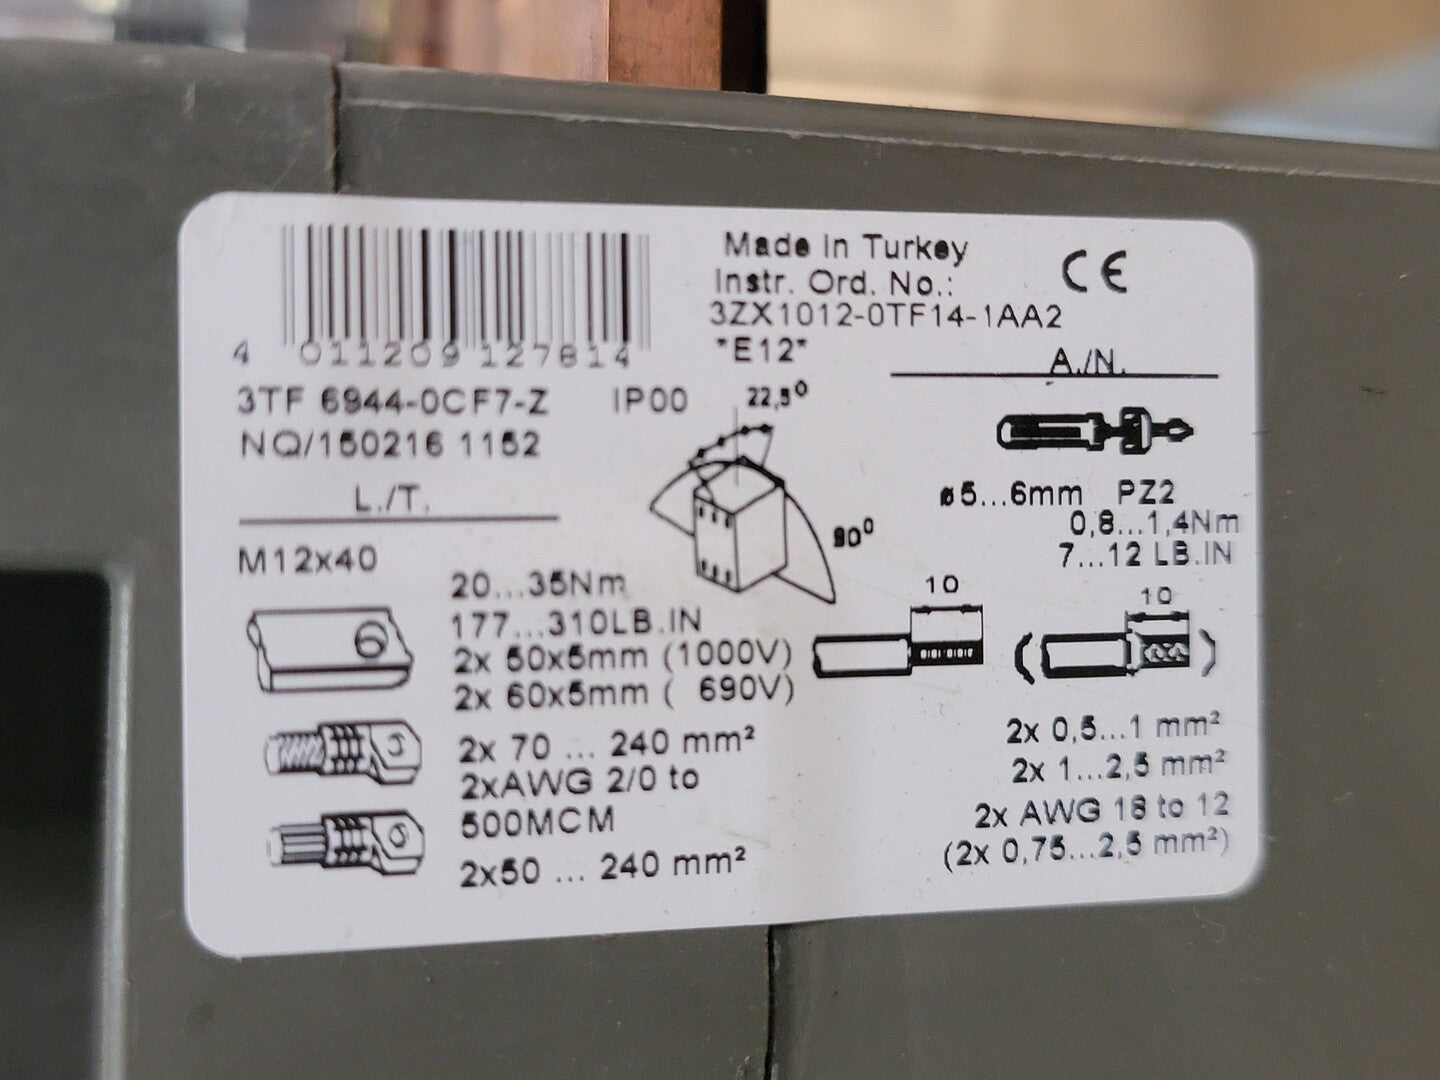 Made in Turkey
Instr. Ord. No.:
3ZX1012-0TF14-1AA2
"E12"
CE
4 011209 127814
3TF 6944-0CF7-Z IP00
NQ/150216 1152
L./T.
M12x40
20...35Nm
177...310LB.IN
2x 50x5mm (1000V)
2x 60x5mm ( 690V)
2x 70 ... 240 mm²
2xAWG 2/0 to
500MCM
2x50 ... 240 mm²
22,5°
90°
A./N.
ø5...6mm PZ2
0,8...1,4Nm
7...12 LB.IN
10
( 10 )
2x 0,5...1 mm²
2x 1...2,5 mm²
2x AWG 18 to 12
(2x 0,75...2,5 mm²)